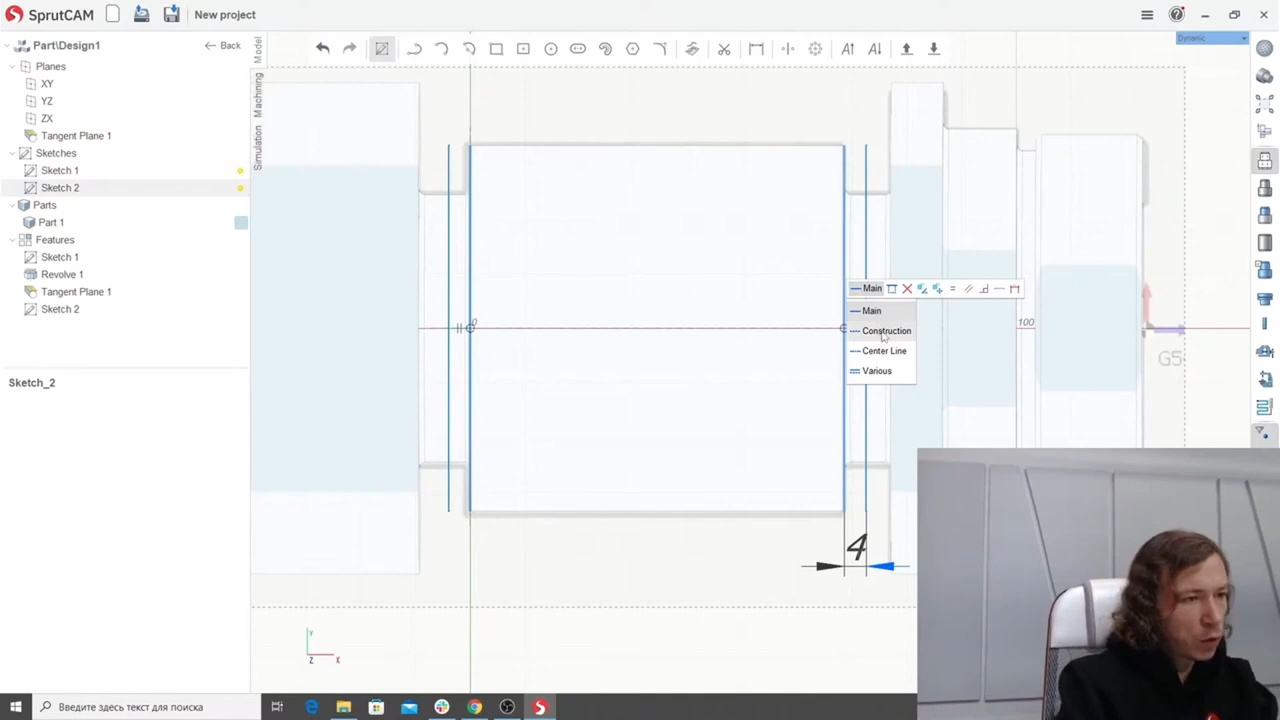 SprutCAM
New project
Dynamic
Part\Design1
Back
Model
Machining
Simulation
Planes
XY
YZ
ZX
Tangent Plane 1
Sketches
Sketch 1
Sketch 2
Parts
Part 1
Features
Sketch 1
Revolve 1
Tangent Plane 1
Sketch 2
Sketch_2
0
100
G5
Main
Main
Construction
Center Line
Various
4
Y
Z
X
Введите здесь текст для поиска